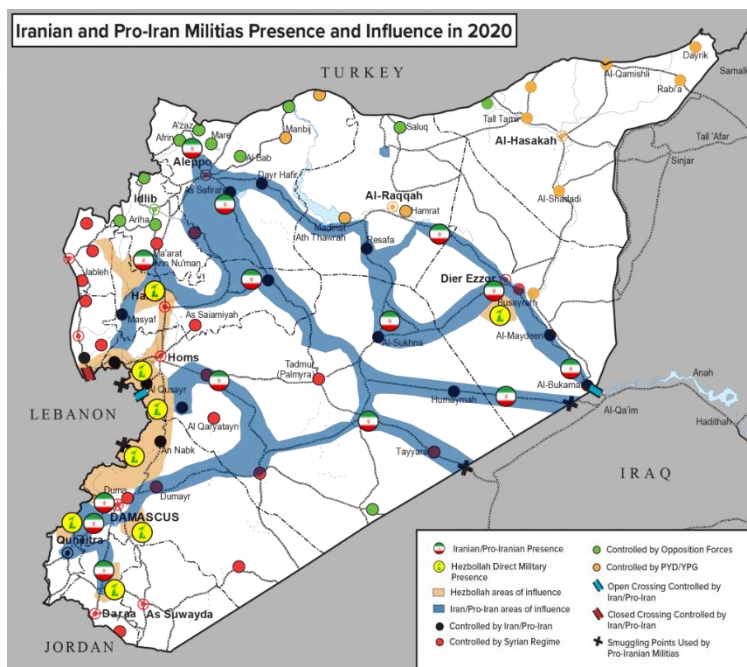 Iranian and Pro-Iran Militias Presence and Influence in 2020
TURKEY
Dayrik
Samalk
Al-Qamishli
Rabi'a
A'zaz
Mare
Afrin
Manbij
Saluq
Tall Tamr
Tall 'Afar
Al Bab
Aleppo
Al-Hasakah
Sinjar
Dayr Hafir
As Safirah
Idlib
Al-Raqqah
Al-Shadadi
Hamrat
Ariha
Madinat
Ath Thawrah
Resafa
Ma'arat
Ann Nu'man
Jableh
Dier Ezzor
Busayrah
Masyaf
As Salamiyah
Al-Maydeen
Al-Sukhna
Homs
Tadmur
(Palmyra)
Al-Bukamal
Anah
Al Qusayr
Humaymah
LEBANON
Al-Qa'im
Hadithah
Al Qaryatayn
An Nabk
Tayyara
IRAQ
Duma
Dumayr
DAMASCUS
Quneitra
Daraa
As Suwayda
JORDAN
Iranian/Pro-Iranian Presence
Hezbollah Direct Military
Presence
Hezbollah areas of influence
Iran/Pro-Iran areas of influence
Controlled by Iran/Pro-Iran
Controlled by Syrian Regime
Controlled by Opposition Forces
Controlled by PYD/YPG
Open Crossing Controlled by
Iran/Pro-Iran
Closed Crossing Controlled by
Iran/Pro-Iran
Smuggling Points Used by
Pro-Iranian Militias